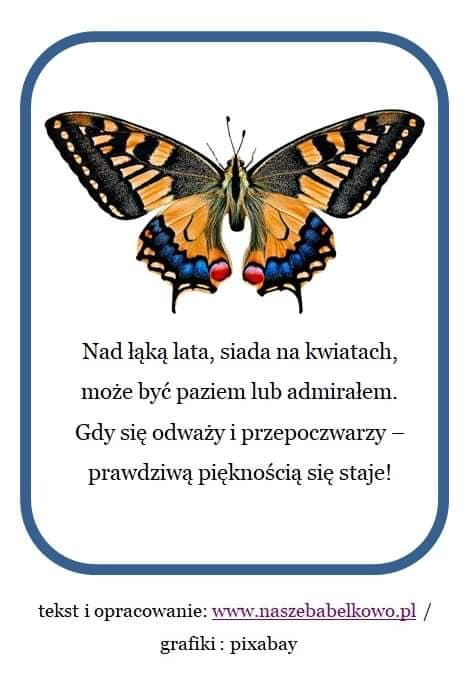 Nad łąką lata, siada na kwiatach,
może być paziem lub admirałem.
Gdy się odważy i przepoczwarzy –
prawdziwą pięknością się staje!
tekst i opracowanie: www.naszebabelkowo.pl /
grafiki : pixabay